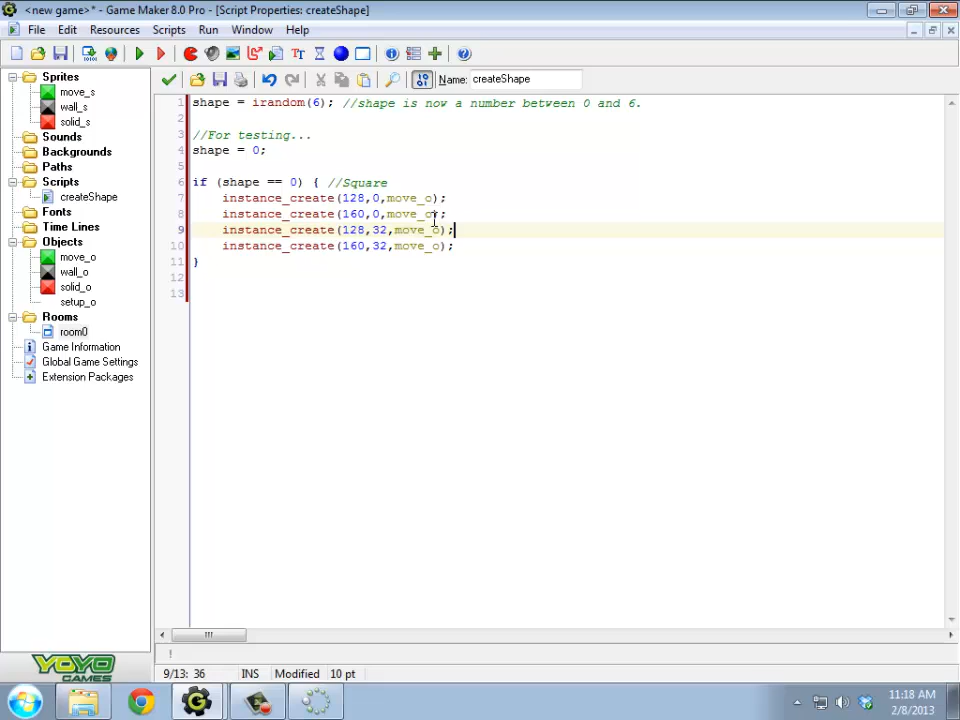 <new game>* - Game Maker 8.0 Pro - [Script Properties: createShape]
File Edit Resources Scripts Run Window Help
Name: createShape
Sprites
move_s
wall_s
solid_s
Sounds
Backgrounds
Paths
Scripts
createShape
Fonts
Time Lines
Objects
move_o
wall_o
solid_o
setup_o
Rooms
room0
Game Information
Global Game Settings
Extension Packages
1 shape = irandom(6); //shape is now a number between 0 and 6.
2
3 //For testing...
4 shape = 0;
5
6 if (shape == 0) { //Square
7 instance_create(128,0,move_o);
8 instance_create(160,0,move_o);
9 instance_create(128,32,move_o);
10 instance_create(160,32,move_o);
11 }
12
13
9/13: 36 INS Modified 10 pt
YOYO GAMES
11:18 AM
2/8/2013